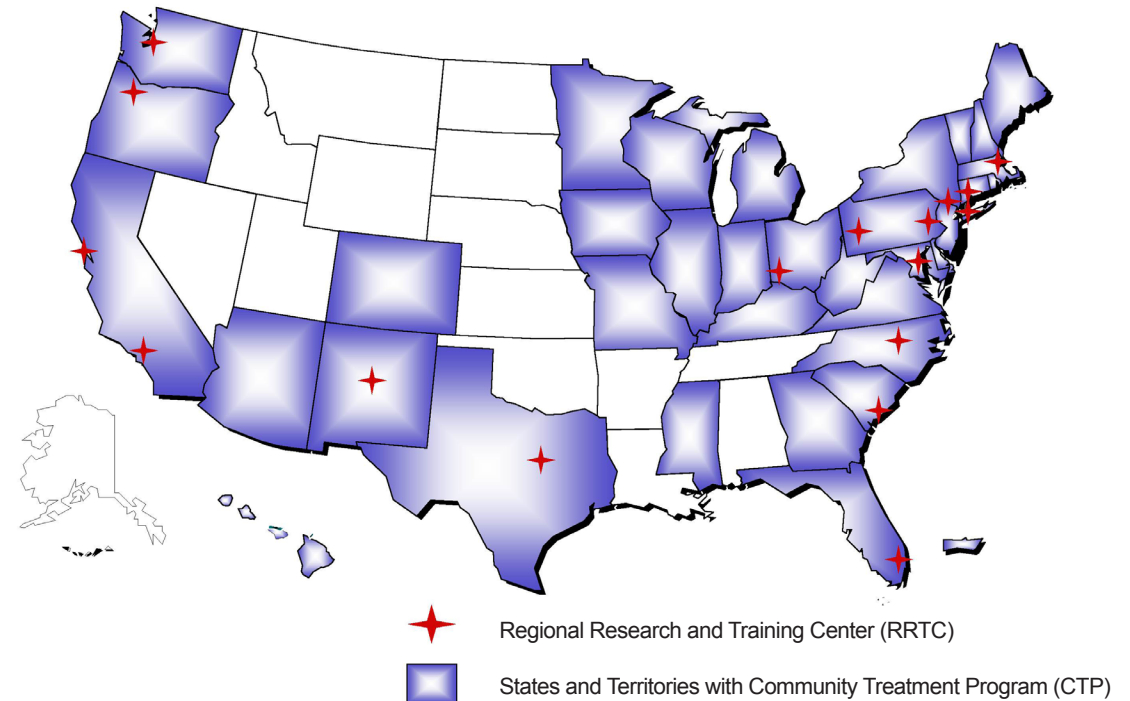 Regional Research and Training Center (RRTC)
States and Territories with Community Treatment Program (CTP)